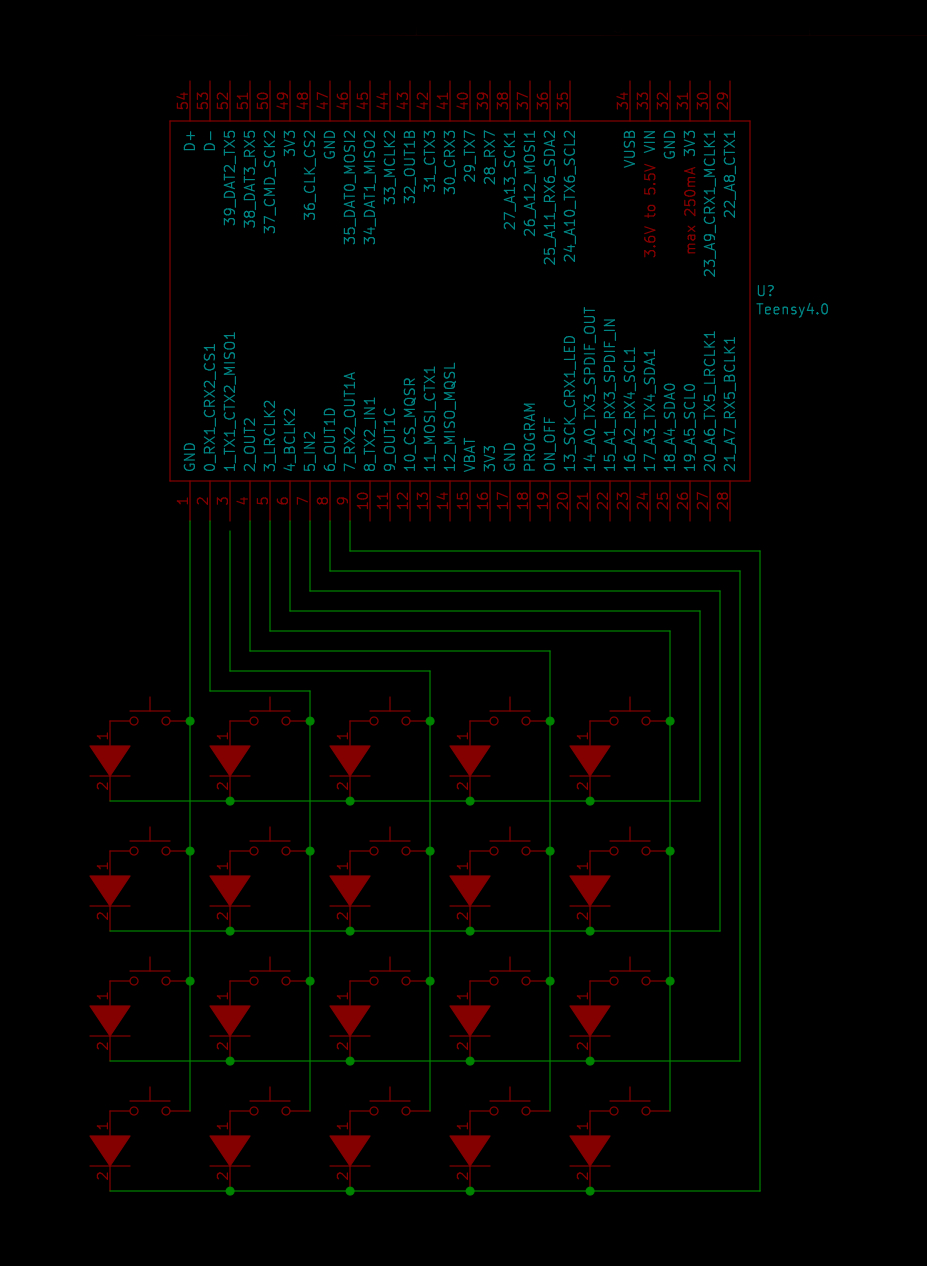 54
53
52
51
50
49
48
47
46
45
44
43
42
41
40
39
38
37
36
35
34
33
32
31
30
29
D+
D-
39_DAT2_TX5
38_DAT3_RX5
37_CMD_SCK2
3V3
36_CLK_CS2
GND
35_DAT0_MOSI2
34_DAT1_MISO2
33_MCLK2
32_OUT1B
31_CTX3
30_CRX3
29_TX7
28_RX7
27_A13_SCK1
26_A12_MOSI1
25_A11_RX6_SDA2
24_A10_TX6_SCL2
VUSB
VIN
3.6V to 5.5V
GND
3V3
max 250mA
23_A9_CRX1_MCLK1
22_A8_CTX1
U?
Teensy4.0
GND
0_RX1_CRX2_CS1
1_TX1_CTX2_MISO1
2_OUT2
3_LRCLK2
4_BCLK2
5_IN2
6_OUT1D
7_RX2_OUT1A
8_TX2_IN1
9_OUT1C
10_CS_MQSR
11_MOSI_CTX1
12_MISO_MQSL
VBAT
3V3
GND
PROGRAM
ON_OFF
13_SCK_CRX1_LED
14_A0_TX3_SPDIF_OUT
15_A1_RX3_SPDIF_IN
16_A2_RX4_SCL1
17_A3_TX4_SDA1
18_A4_SDA0
19_A5_SCL0
20_A6_TX5_LRCLK1
21_A7_RX5_BCLK1
1
2
3
4
5
6
7
8
9
10
11
12
13
14
15
16
17
18
19
20
21
22
23
24
25
26
27
28
1
1
1
1
1
2
2
2
2
2
1
1
1
1
1
2
2
2
2
2
1
1
1
1
1
2
2
2
2
2
1
1
1
1
1
2
2
2
2
2